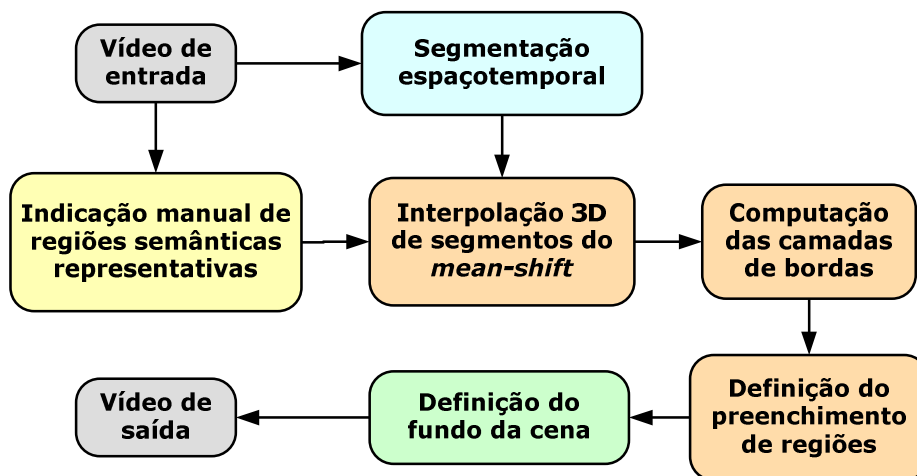 Vídeo de
entrada
Segmentação
espaçotemporal
Indicação manual de
regiões semânticas
representativas
Interpolação 3D
de segmentos do
mean-shift
Computação
das camadas
de bordas
Vídeo de
saída
Definição do
fundo da cena
Definição do
preenchimento
de regiões